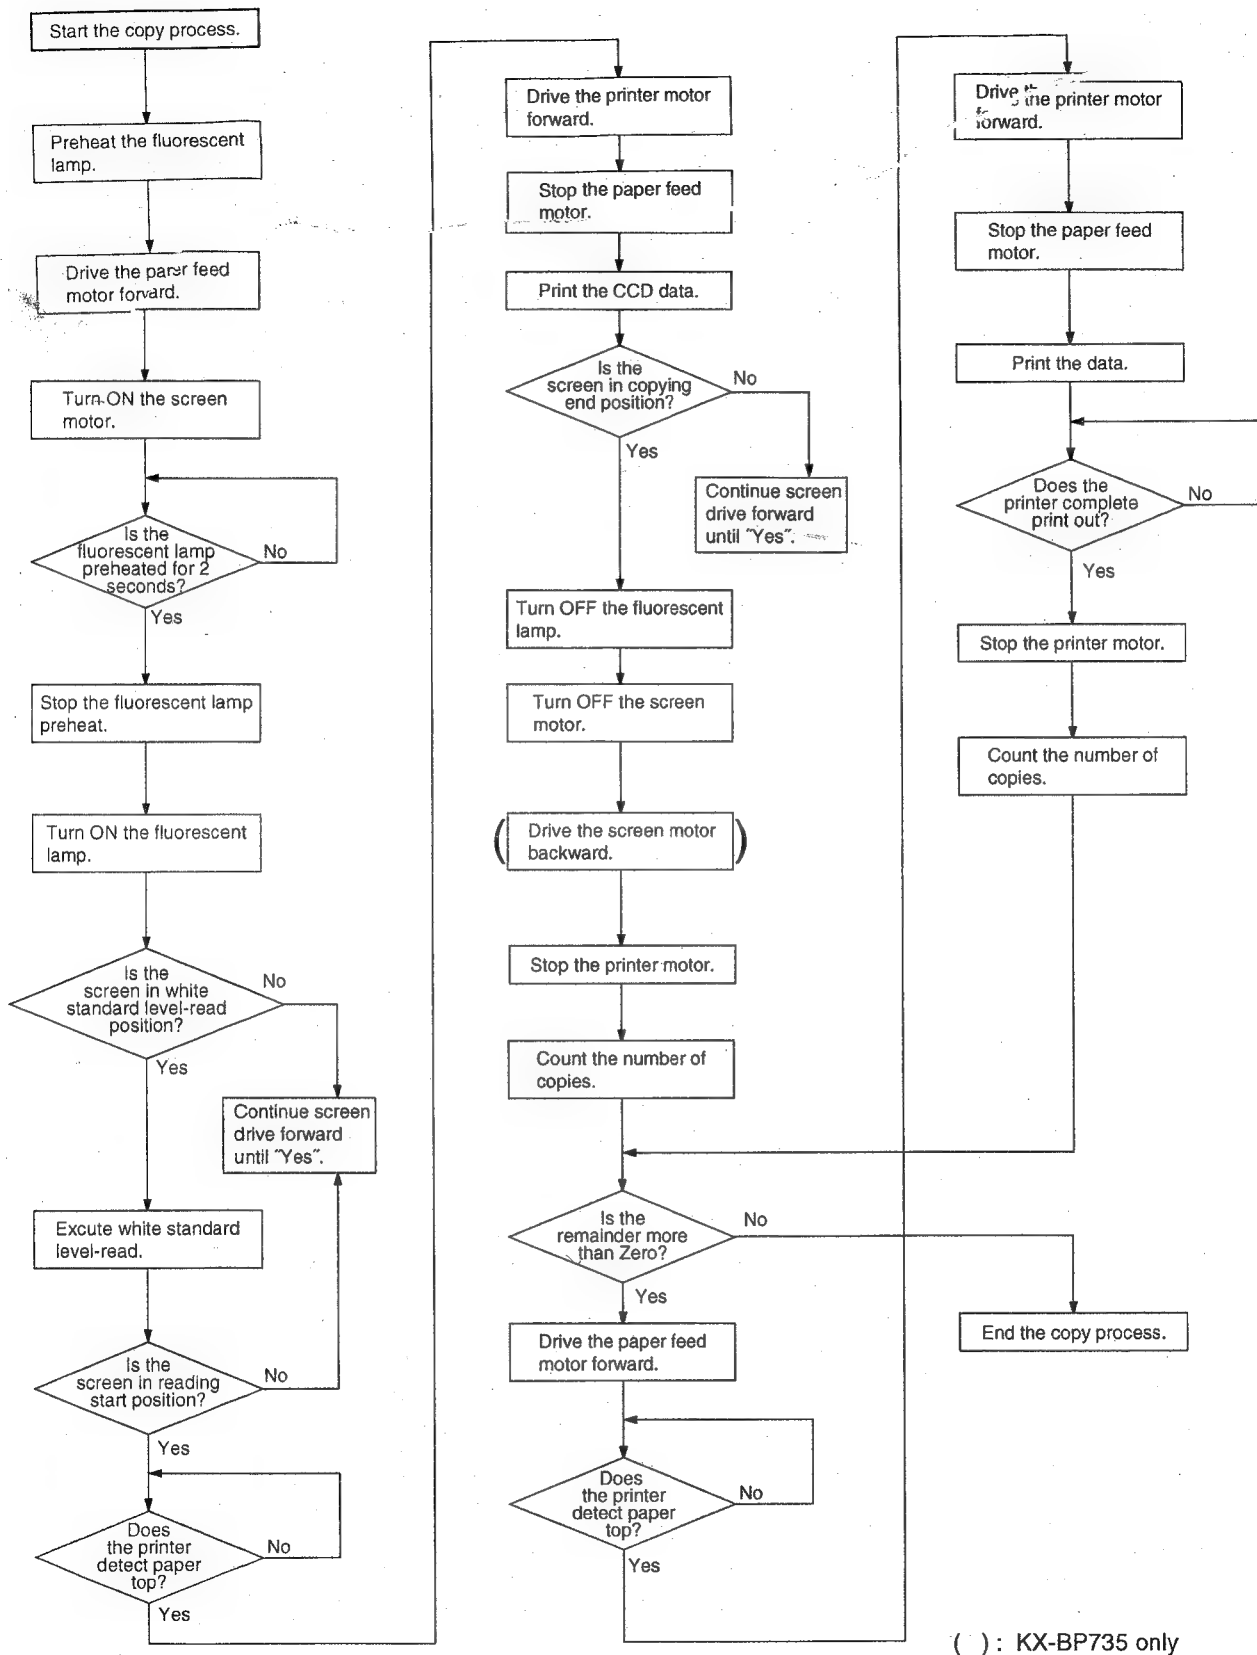 Start the copy process.
Preheat the fluorescent
lamp.
Drive the paper feed
motor forward.
Turn ON the screen
motor.
Is the
fluorescent lamp
preheated for 2
seconds?
No
Yes
Stop the fluorescent lamp
preheat.
Turn ON the fluorescent
lamp.
Is the
screen in white
standard level-read
position?
No
Yes
Continue screen
drive forward
until "Yes".
Excute white standard
level-read.
Is the
screen in reading
start position?
No
Yes
Does
the printer
detect paper
top?
No
Yes
Drive the printer motor
forward.
Stop the paper feed
motor.
Print the CCD data.
Is the
screen in copying
end position?
No
Yes
Continue screen
drive forward
until "Yes".
Turn OFF the fluorescent
lamp.
Turn OFF the screen
motor.
( Drive the screen motor
backward. )
Stop the printer motor.
Count the number of
copies.
Is the
remainder more
than Zero?
No
Yes
Drive the paper feed
motor forward.
Does
the printer
detect paper
top?
No
Yes
Drive the printer motor
forward.
Stop the paper feed
motor.
Print the data.
Does the
printer complete
print out?
No
Yes
Stop the printer motor.
Count the number of
copies.
End the copy process.
( ) : KX-BP735 only